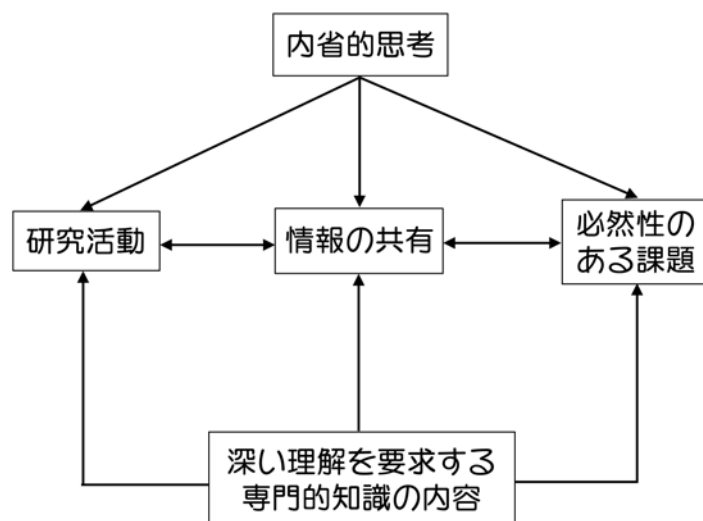 内省的思考
研究活動
情報の共有
必然性の
ある課題
深い理解を要求する
専門的知識の内容